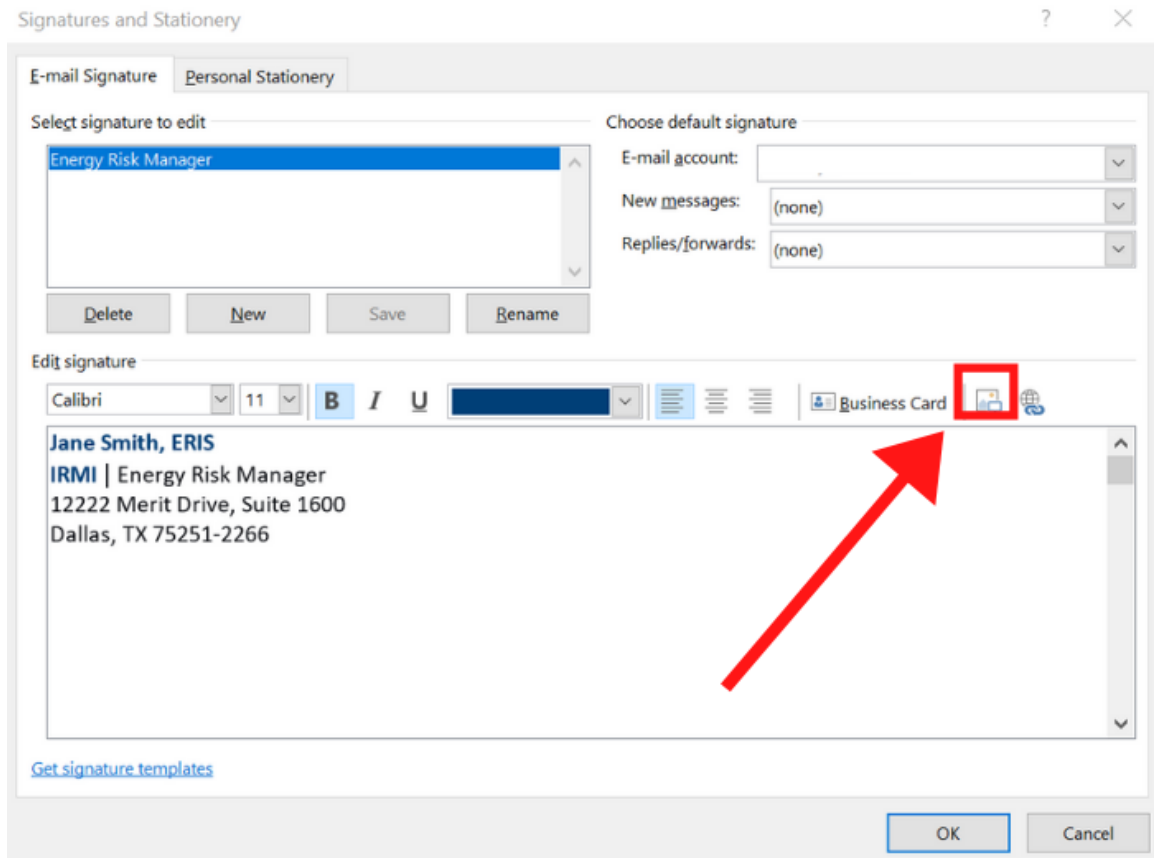 Signatures and Stationery
E-mail Signature
Personal Stationery
Select signature to edit
Energy Risk Manager
Delete
New
Save
Rename
Choose default signature
E-mail account:
New messages: (none)
Replies/forwards: (none)
Edit signature
Calibri 11 B I U Business Card
Jane Smith, ERIS
IRMI | Energy Risk Manager
12222 Merit Drive, Suite 1600
Dallas, TX 75251-2266
Get signature templates
OK Cancel